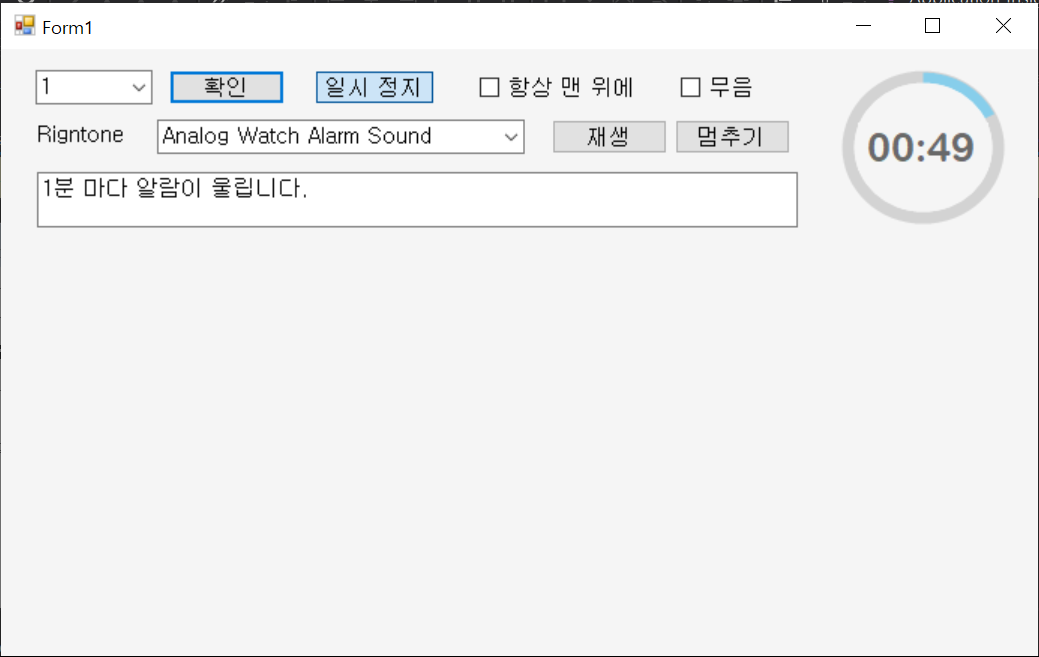 Form1
1 확인 일시 정지 항상 맨 위에 무음
Rigntone Analog Watch Alarm Sound 재생 멈추기
00:49
1분 마다 알람이 울립니다.